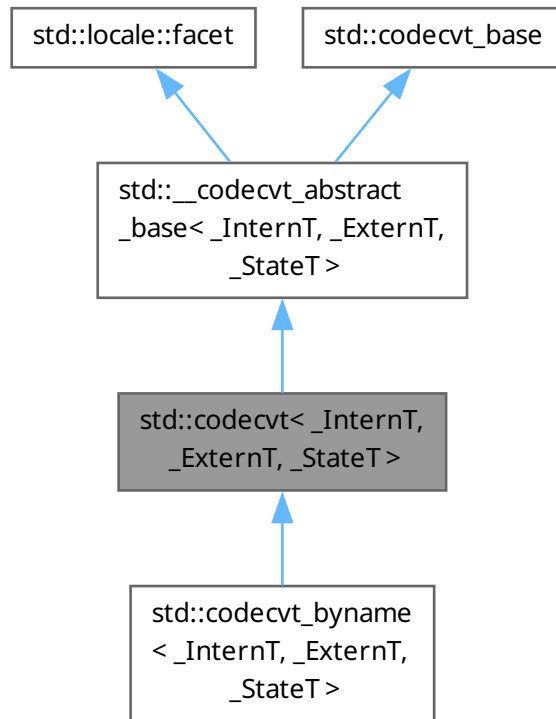 std::locale::facet
std::codecvt_base
std::__codecvt_abstract
_base< _InternT, _ExternT,
_StateT >
std::codecvt< _InternT,
_ExternT, _StateT >
std::codecvt_byname
< _InternT, _ExternT,
_StateT >